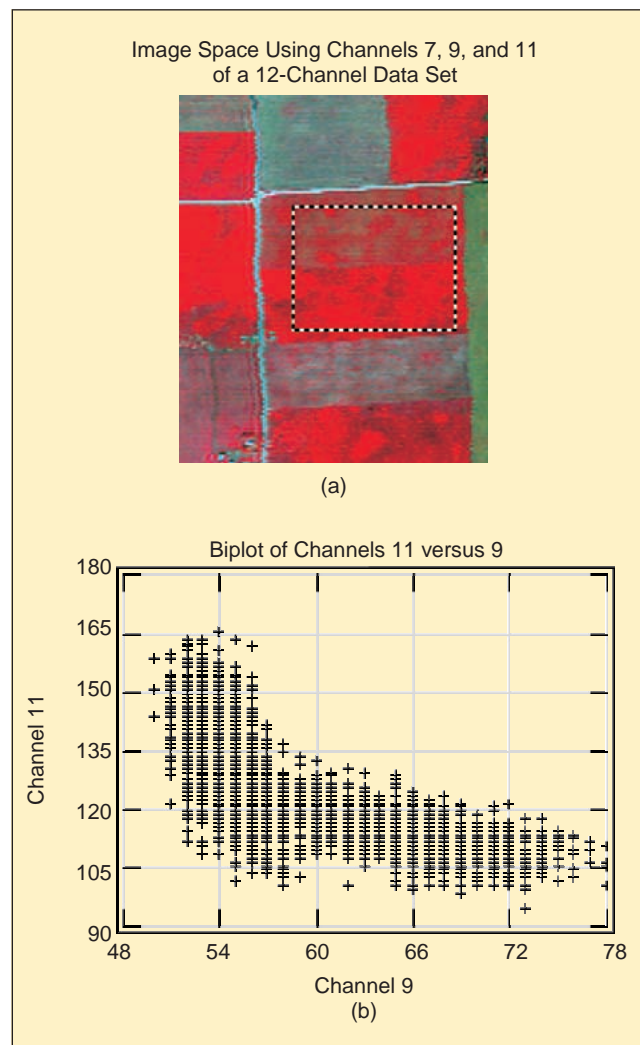 Image Space Using Channels 7, 9, and 11
of a 12-Channel Data Set
(a)
Biplot of Channels 11 versus 9
180
165
150
135
120
105
90
Channel 11
48 54 60 66 72 78
Channel 9
(b)